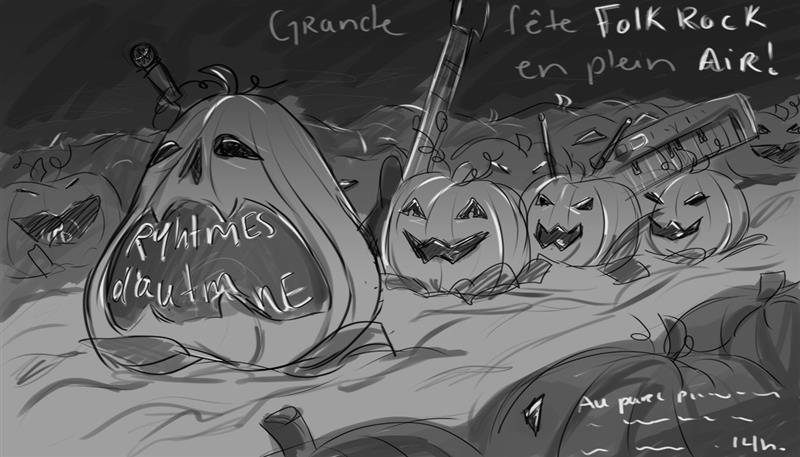 GRANDE fête FOLK ROCK
en plein AIR!
RYHTMES
d'automNE
Au parc
14h.